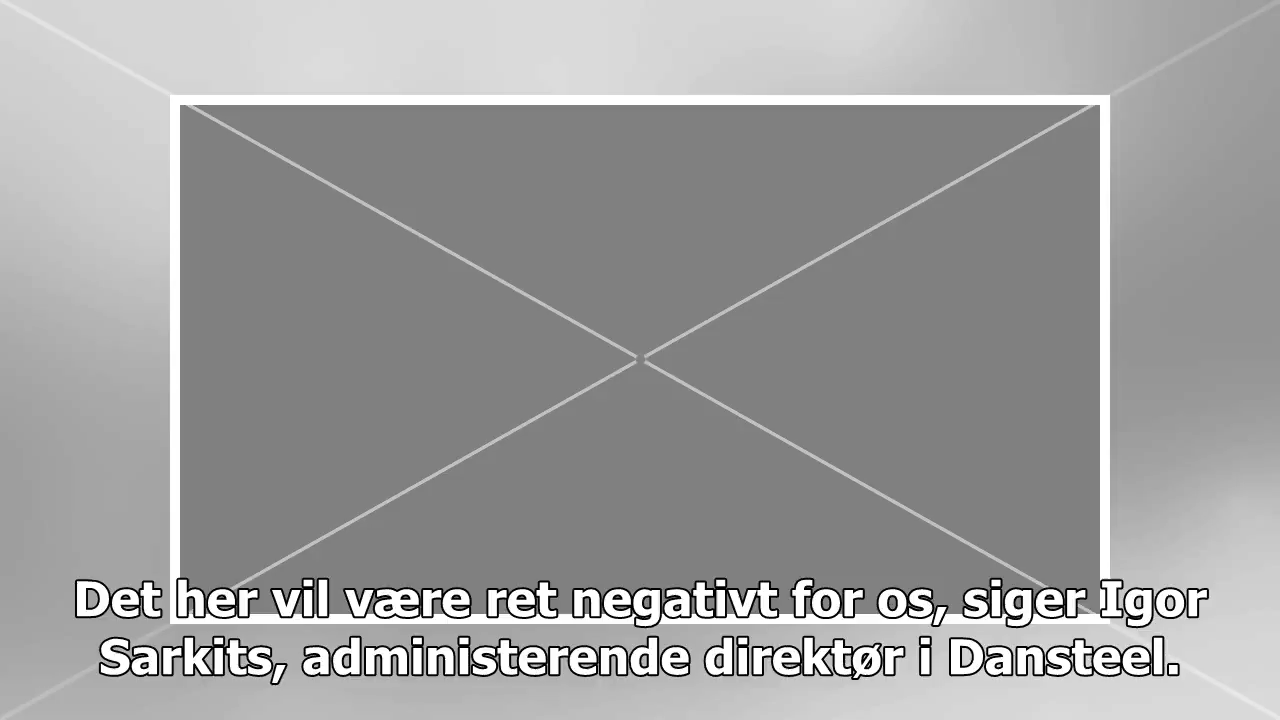 Det her vil være ret negativt for os, siger Igor
Sarkits, administerende direktør i Dansteel.